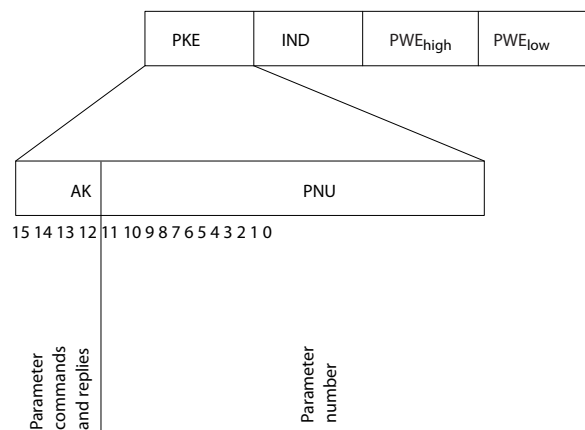 PKE IND PWEhigh PWElow
AK PNU
15 14 13 12 11 10 9 8 7 6 5 4 3 2 1 0
Parameter
commands
and replies
Parameter
number